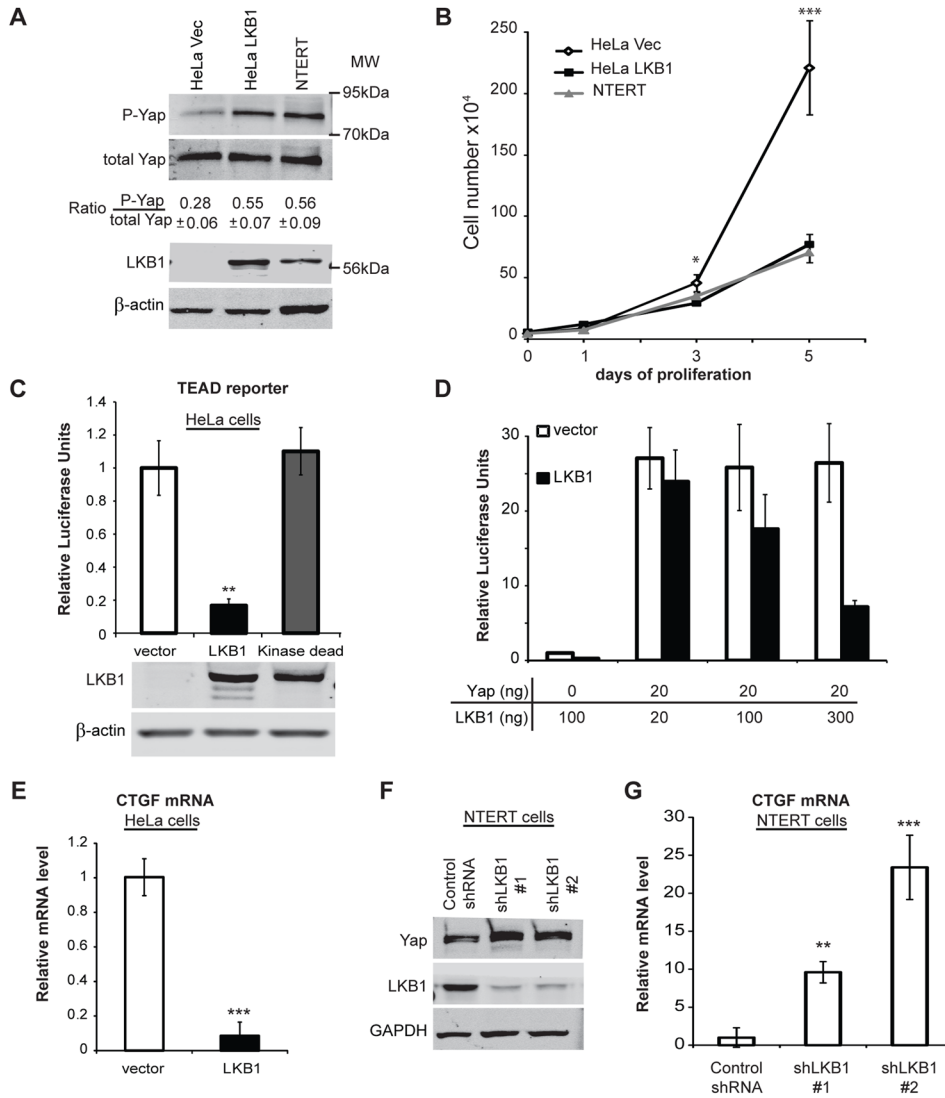 A
HeLa Vec
HeLa LKB1
NTERT
MW
95kDa
P-Yap
70kDa
total Yap
Ratio P-Yap 0.28 0.55 0.56
total Yap ±0.06 ±0.07 ±0.09
LKB1
56kDa
β-actin
B
***
250
HeLa Vec
HeLa LKB1
NTERT
200
150
100
50
0
*
Cell number x10⁴
0 1 3 5
days of proliferation
C
TEAD reporter
HeLa cells
1.4
1.2
1
0.8
0.6
0.4
0.2
0
Relative Luciferase Units
**
vector LKB1 Kinase dead
LKB1
β-actin
D
vector
LKB1
30
20
10
0
Relative Luciferase Units
Yap (ng) 0 20 20 20
LKB1 (ng) 100 20 100 300
E
CTGF mRNA
HeLa cells
1.2
1
0.8
0.6
0.4
0.2
0
Relative mRNA level
***
vector LKB1
F
NTERT cells
Control shRNA
shLKB1 #1
shLKB1 #2
Yap
LKB1
GAPDH
G
CTGF mRNA
NTERT cells
30
25
20
15
10
5
0
Relative mRNA level
**
***
Control shRNA
shLKB1 #1
shLKB1 #2